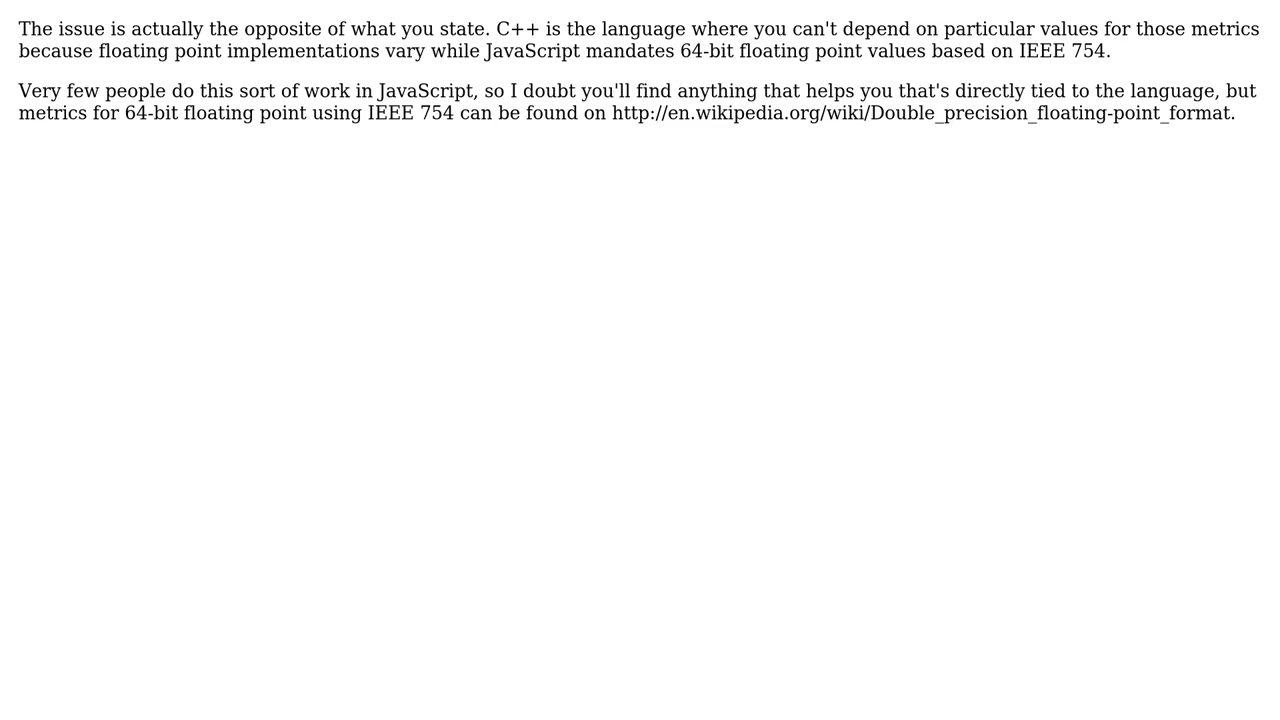 The issue is actually the opposite of what you state. C++ is the language where you can't depend on particular values for those metrics
because floating point implementations vary while JavaScript mandates 64-bit floating point values based on IEEE 754.
Very few people do this sort of work in JavaScript, so I doubt you'll find anything that helps you that's directly tied to the language, but
metrics for 64-bit floating point using IEEE 754 can be found on http://en.wikipedia.org/wiki/Double_precision_floating-point_format.